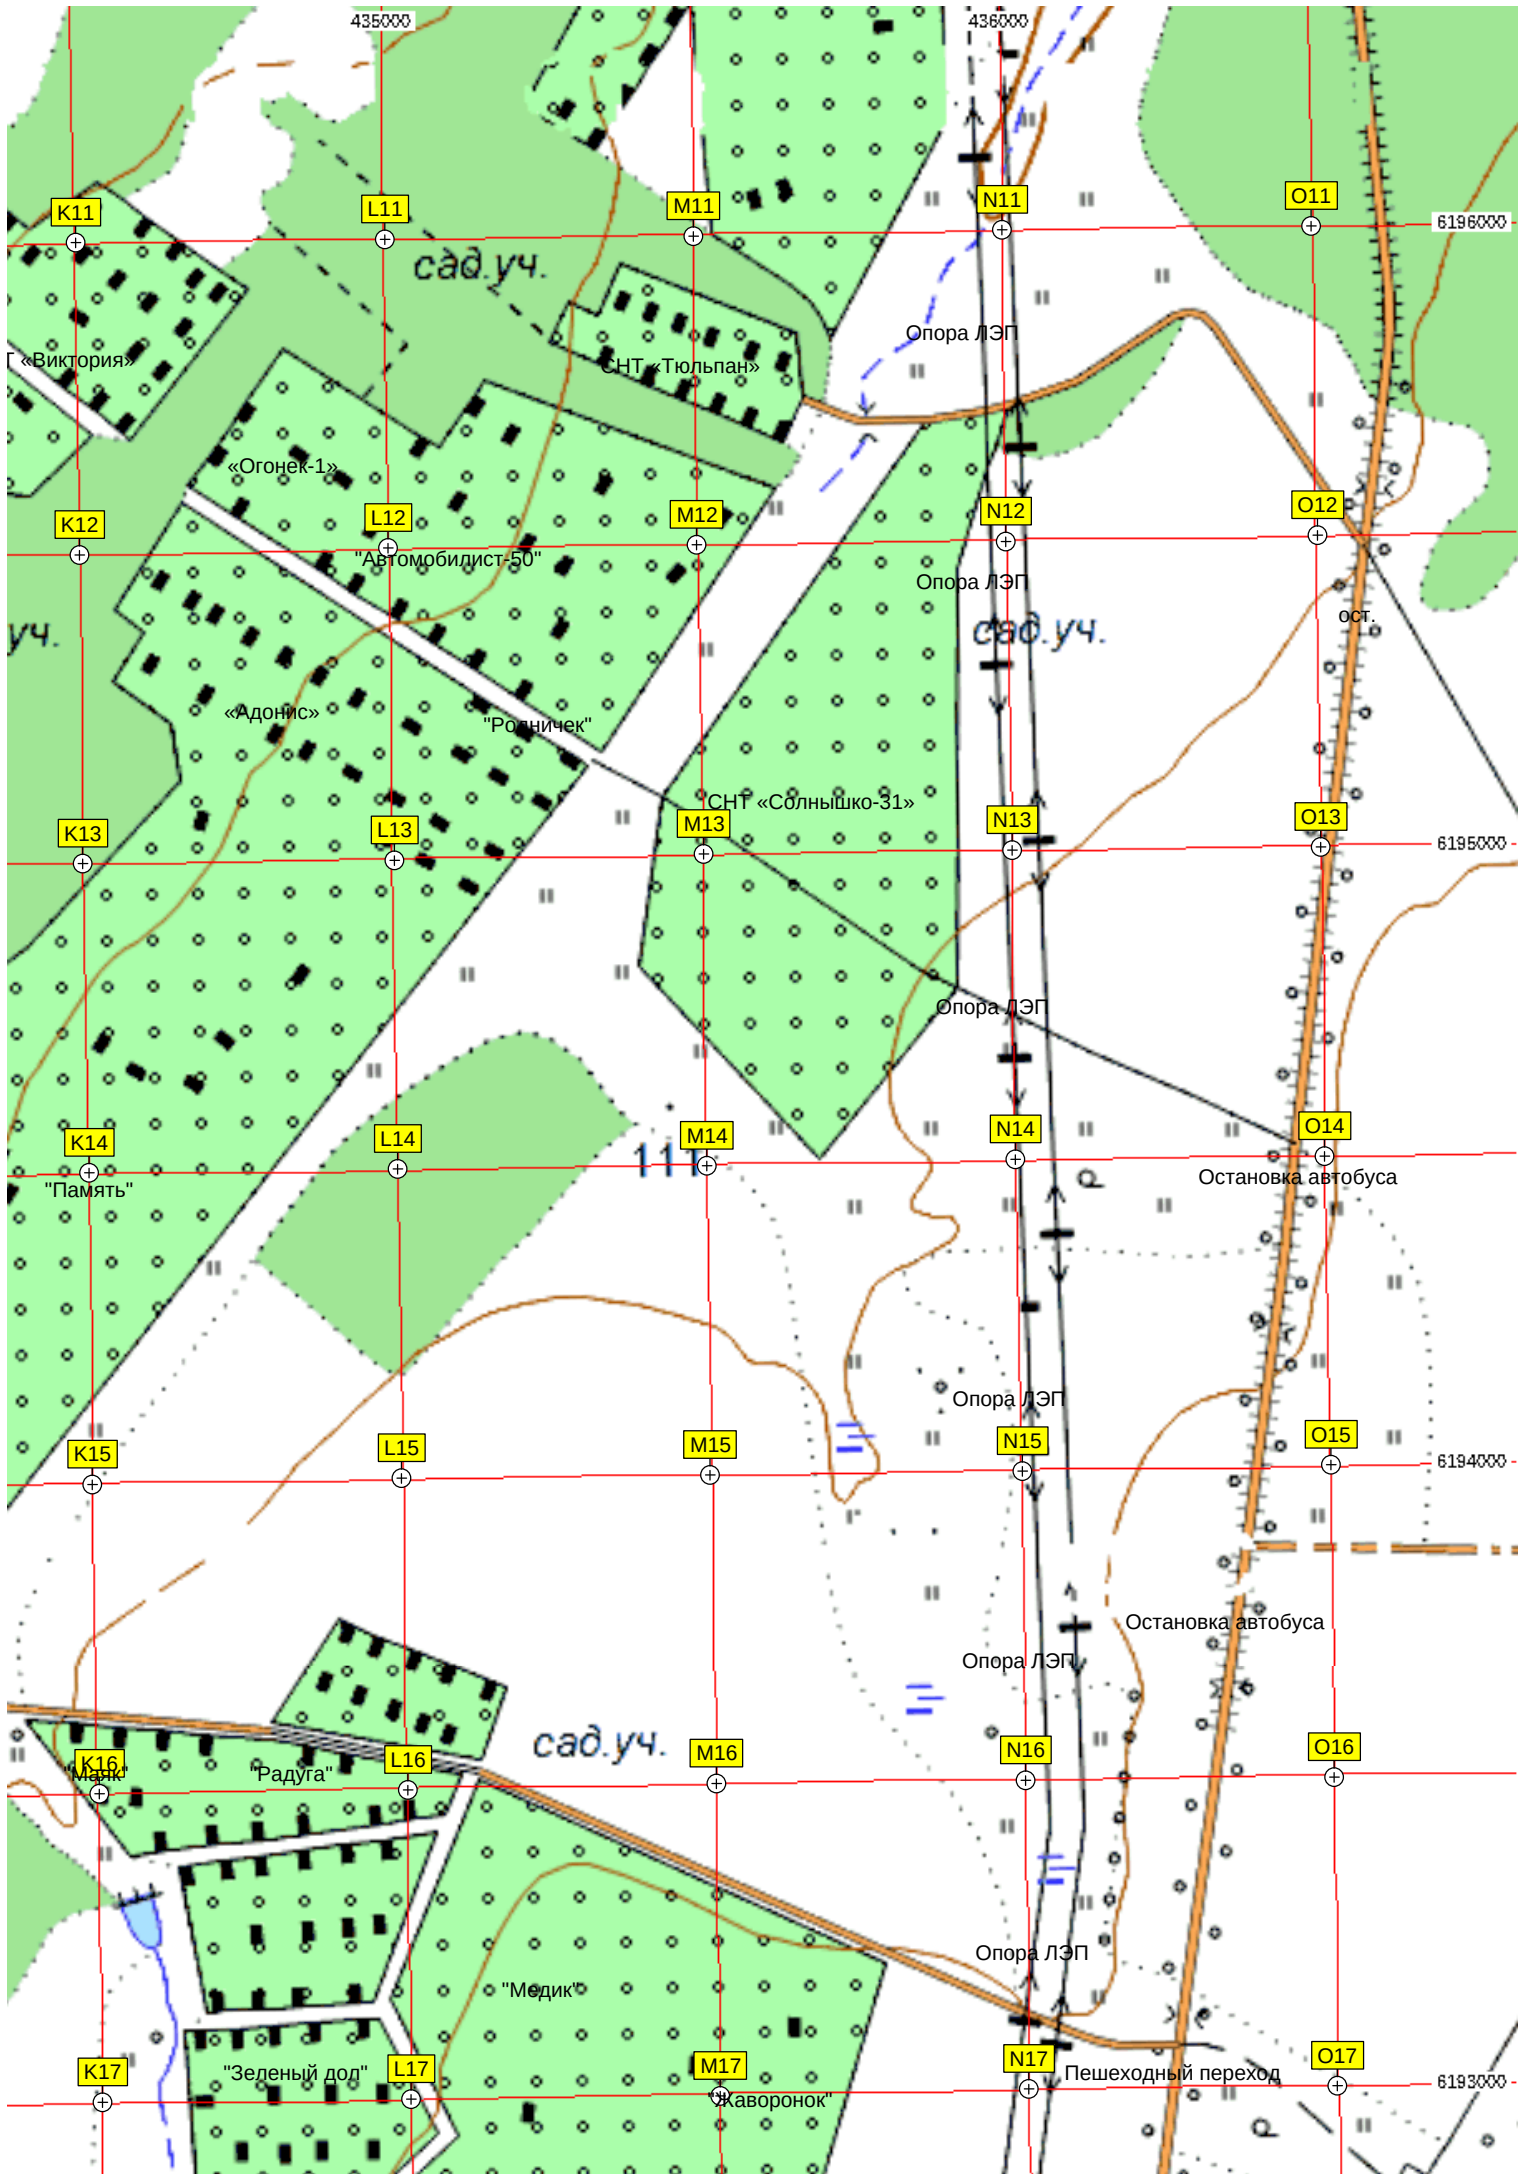 435000
436000
K11
L11
M11
N11
O11
6196000
сад.уч.
Опора ЛЭП
Т «Виктория»
СНТ «Тюльпан»
«Огонек-1»
K12
L12
M12
N12
O12
"Автомобилист-50"
Опора ЛЭП
уч.
сад.уч.
ост.
«Адонис»
"Родничек"
СНТ «Солнышко-31»
K13
L13
M13
N13
O13
6195000
Опора ЛЭП
K14
L14
M14
N14
O14
111
р
"Память"
Остановка автобуса
Опора ЛЭП
K15
L15
M15
N15
O15
6194000
Остановка автобуса
Опора ЛЭП
сад.уч.
K16
L16
M16
N16
O16
"Маяк"
"Радуга"
Опора ЛЭП
"Медик"
K17
L17
M17
N17
O17
"Зеленый дол"
Пешеходный переход
6193000
"Жаворонок"
р